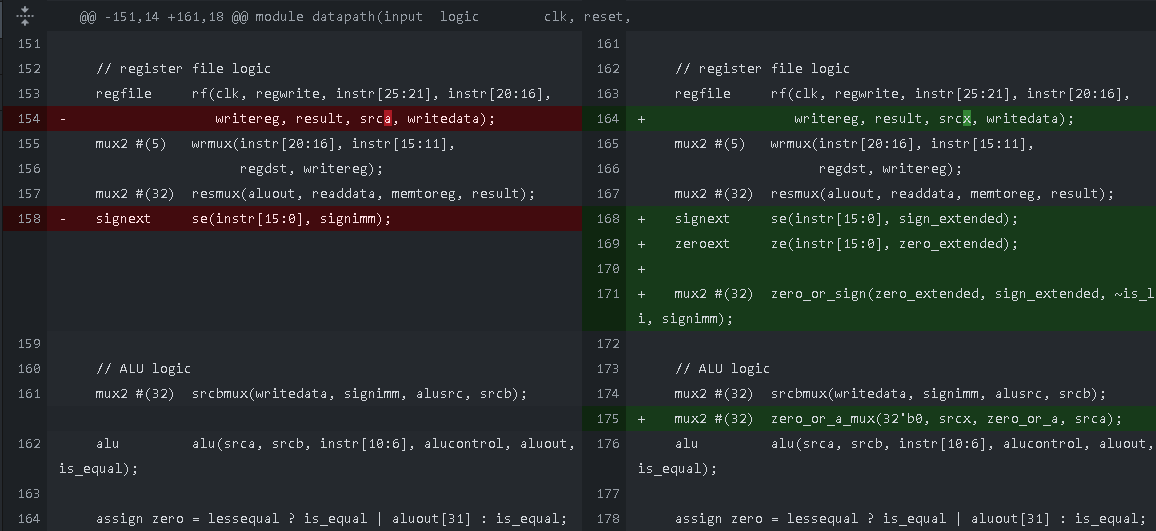 @@ -151,14 +161,18 @@ module datapath(input  logic        clk, reset,
151
152    // register file logic
153    regfile     rf(clk, regwrite, instr[25:21], instr[20:16],
154 -                 writereg, result, srca, writedata);
155    mux2 #(5)   wrmux(instr[20:16], instr[15:11],
156                      regdst, writereg);
157    mux2 #(32)  resmux(aluout, readdata, memtoreg, result);
158 -  signext     se(instr[15:0], signimm);
159
160    // ALU logic
161    mux2 #(32)  srcbmux(writedata, signimm, alusrc, srcb);
162    alu         alu(srca, srcb, instr[10:6], alucontrol, aluout,
is_equal);
163
164    assign zero = lessequal ? is_equal | aluout[31] : is_equal;
161
162    // register file logic
163    regfile     rf(clk, regwrite, instr[25:21], instr[20:16],
164 +                 writereg, result, srcx, writedata);
165    mux2 #(5)   wrmux(instr[20:16], instr[15:11],
166                      regdst, writereg);
167    mux2 #(32)  resmux(aluout, readdata, memtoreg, result);
168 +  signext     se(instr[15:0], sign_extended);
169 +  zeroext     ze(instr[15:0], zero_extended);
170 +
171 +  mux2 #(32)  zero_or_sign(zero_extended, sign_extended, ~is_l
i, signimm);
172
173    // ALU logic
174    mux2 #(32)  srcbmux(writedata, signimm, alusrc, srcb);
175 +  mux2 #(32)  zero_or_a_mux(32'b0, srcx, zero_or_a, srca);
176    alu         alu(srca, srcb, instr[10:6], alucontrol, aluout,
is_equal);
177
178    assign zero = lessequal ? is_equal | aluout[31] : is_equal;